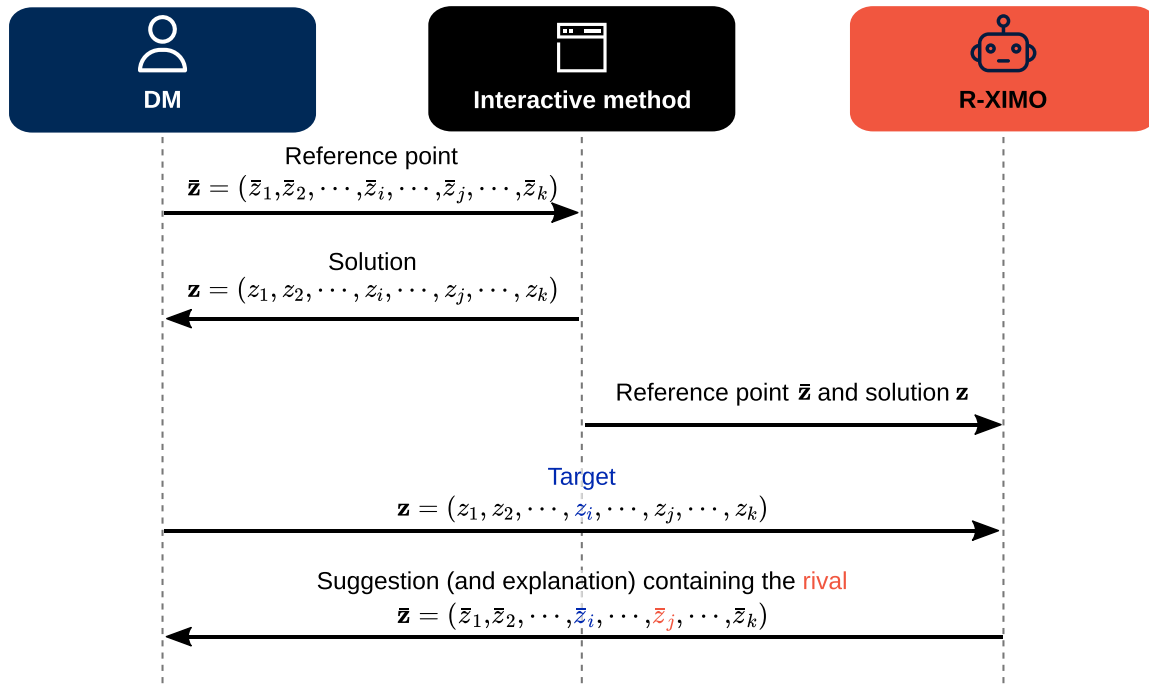 DM
Interactive method
R-XIMO
Reference point
z̄ = (z̄₁,z̄₂,⋯,z̄ᵢ,⋯,z̄ⱼ,⋯,z̄ₖ)
Solution
z = (z₁, z₂, ⋯, zᵢ, ⋯, zⱼ, ⋯, zₖ)
Reference point z̄ and solution z
Target
z = (z₁, z₂, ⋯, zᵢ, ⋯, zⱼ, ⋯, zₖ)
Suggestion (and explanation) containing the rival
z̄ = (z̄₁,z̄₂,⋯,z̄ᵢ,⋯,z̄ⱼ,⋯,z̄ₖ)